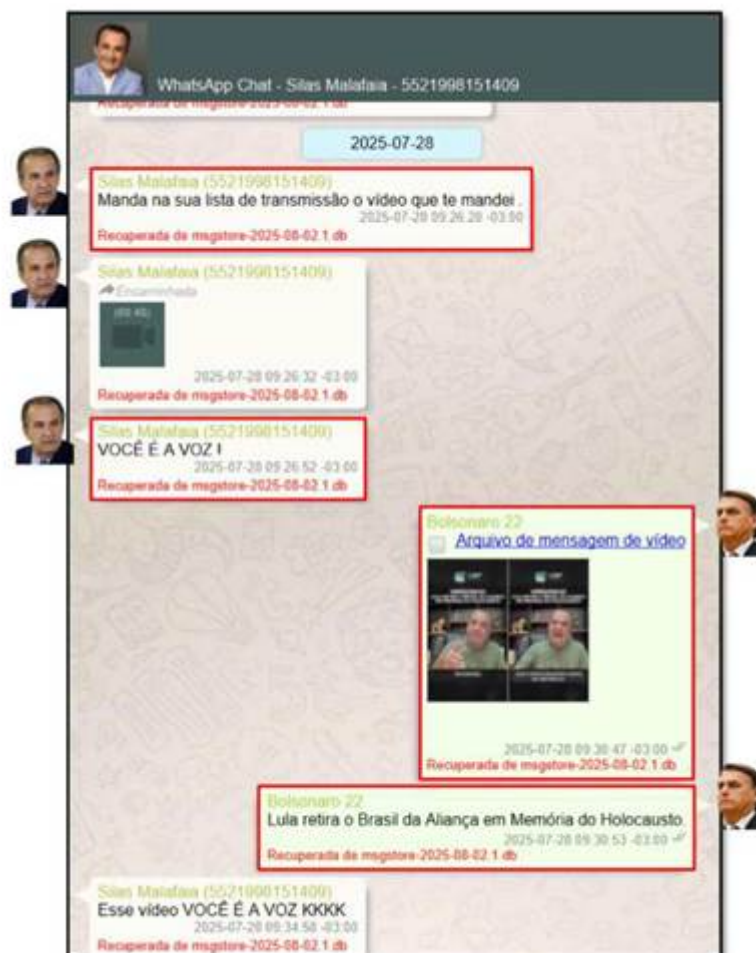 WhatsApp Chat - Silas Malafaia - 5521998151409
Recuperada de msgstore-2025-08-02.1.db
2025-07-28
Silas Malafaia (5521998151409)
Manda na sua lista de transmissão o vídeo que te mandei .
2025-07-28 09:26:20 -03:00
Recuperada de msgstore-2025-08-02.1.db
Silas Malafaia (5521998151409)
Encaminhada
2025-07-28 09:26:32 -03:00
Recuperada de msgstore-2025-08-02.1.db
Silas Malafaia (5521998151409)
VOCÊ É A VOZ !
2025-07-28 09:26:52 -03:00
Recuperada de msgstore-2025-08-02.1.db
Bolsonaro 22
Arquivo de mensagem de vídeo
2025-07-28 09:30:47 -03:00
Recuperada de msgstore-2025-08-02.1.db
Bolsonaro 22
Lula retira o Brasil da Aliança em Memória do Holocausto.
2025-07-28 09:30:53 -03:00
Recuperada de msgstore-2025-08-02.1.db
Silas Malafaia (5521998151409)
Esse vídeo VOCÊ É A VOZ KKKK
2025-07-28 09:34:58 -03:00
Recuperada de msgstore-2025-08-02.1.db